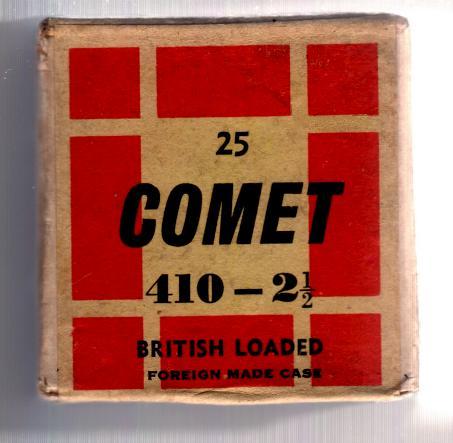 25
COMET
410 – 2½
BRITISH LOADED
FOREIGN MADE CASE